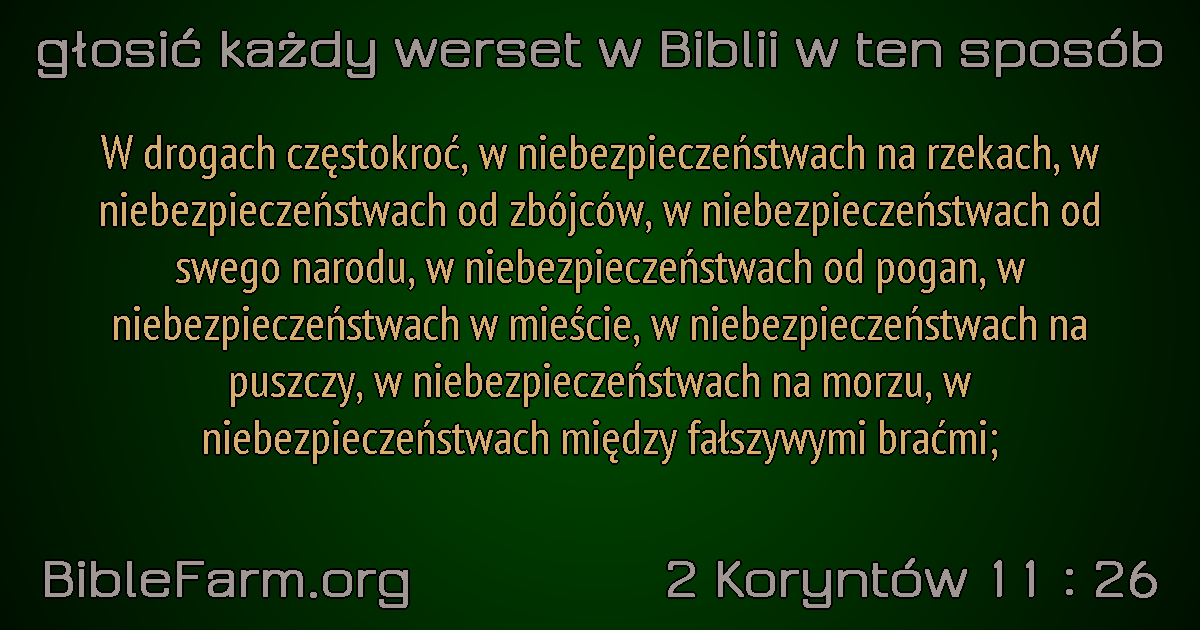 głosić każdy werset w Biblii w ten sposób
W drogach częstokroć, w niebezpieczeństwach na rzekach, w
niebezpieczeństwach od zbójców, w niebezpieczeństwach od
swego narodu, w niebezpieczeństwach od pogan, w
niebezpieczeństwach w mieście, w niebezpieczeństwach na
puszczy, w niebezpieczeństwach na morzu, w
niebezpieczeństwach między fałszywymi braćmi;
BibleFarm.org
2 Koryntów 11 : 26